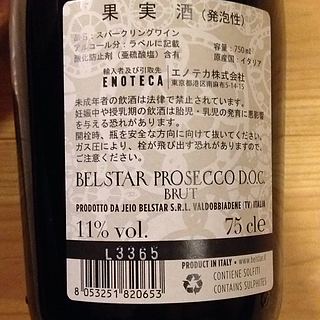 果実酒（発泡性）
品名：スパークリングワイン
アルコール分：ラベルに記載
酸化防止剤（亜硫酸塩）含有
容量：750ml
原産国：イタリア
輸入者及び引取先
ENOTECA エノテカ株式会社
東京都港区南麻布5-14-15
未成年者の飲酒は法律で禁止されています。
妊娠中や授乳期の飲酒は胎児・乳児の発育に悪影響
を与える恐れがあります。
開栓時、瓶を安全な方向に向けて抜いてください。
ガス圧により、栓が飛び出す恐れがありますので、
ご注意ください。
BELSTAR PROSECCO D.O.C.
BRUT
PRODOTTO DA JEIO BELSTAR S.R.L. VALDOBBIADENE (TV) ITALIA
11% vol. 75 cle
L3365
8 053251 820653
PRODUCT IN ITALY • www.belstar.it
CONTIENE SOLFITI
CONTAINS SULPHITES